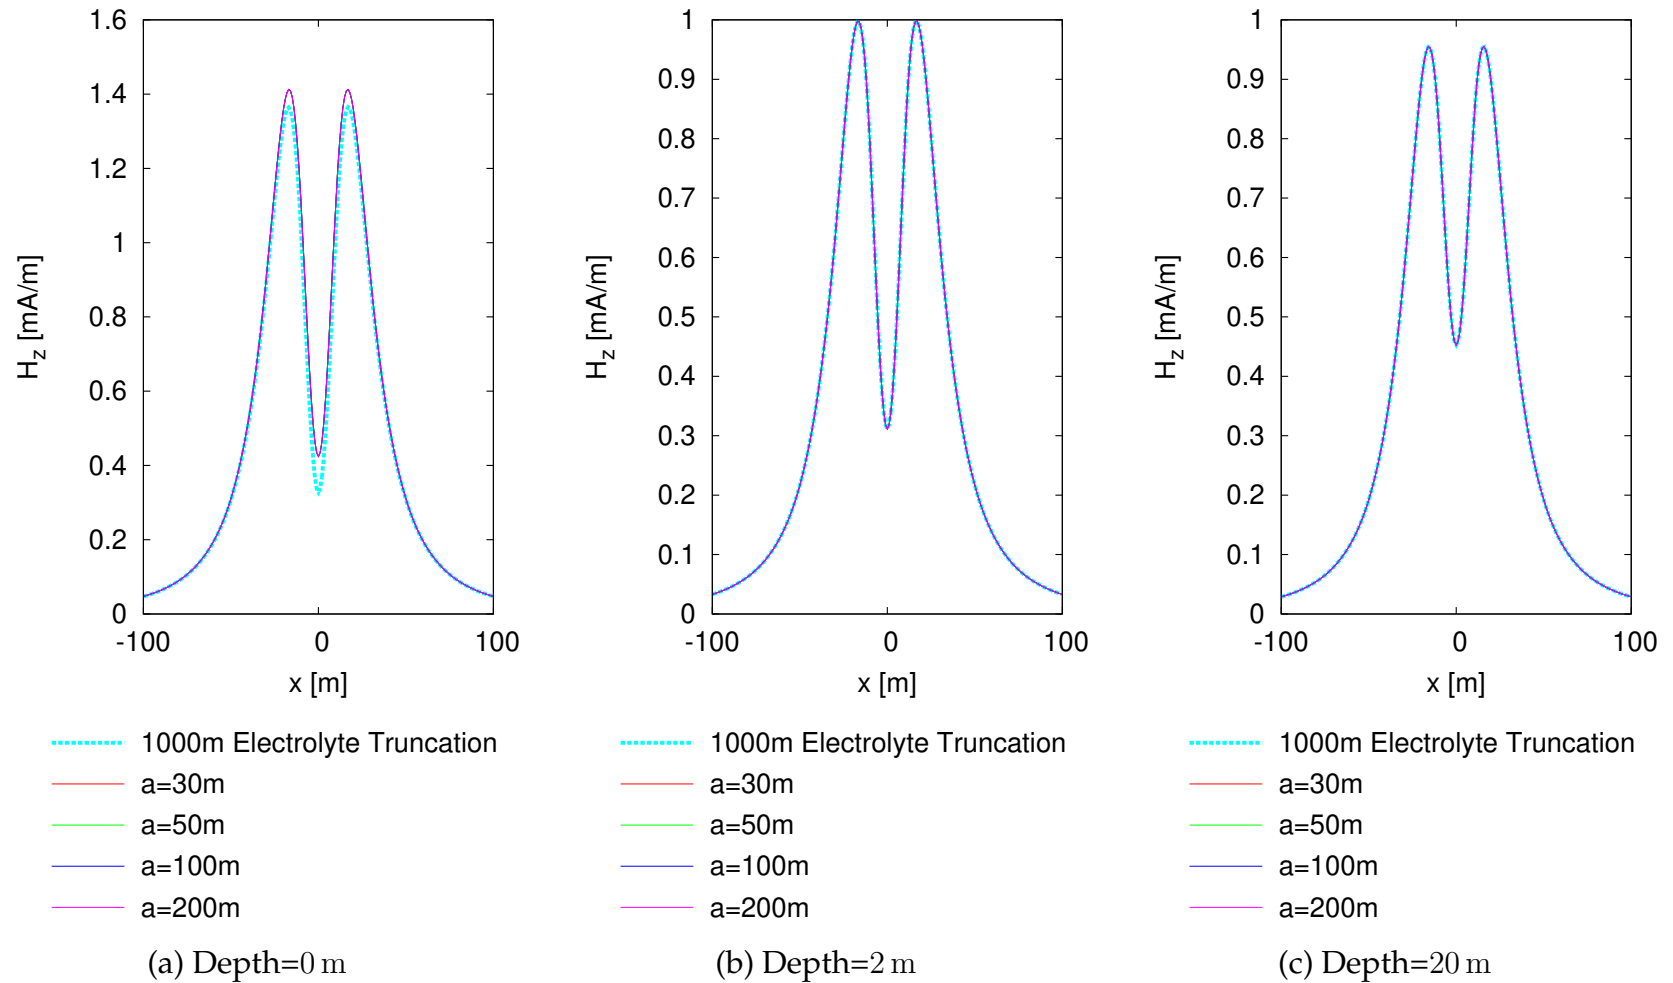 1.6
1.4
1.2
1
0.8
0.6
0.4
0.2
0
-100
0
100
H_z [mA/m]
x [m]
1000m Electrolyte Truncation
a=30m
a=50m
a=100m
a=200m
(a) Depth=0 m
1
0.9
0.8
0.7
0.6
0.5
0.4
0.3
0.2
0.1
0
-100
0
100
H_z [mA/m]
x [m]
1000m Electrolyte Truncation
a=30m
a=50m
a=100m
a=200m
(b) Depth=2 m
1
0.9
0.8
0.7
0.6
0.5
0.4
0.3
0.2
0.1
0
-100
0
100
H_z [mA/m]
x [m]
1000m Electrolyte Truncation
a=30m
a=50m
a=100m
a=200m
(c) Depth=20 m